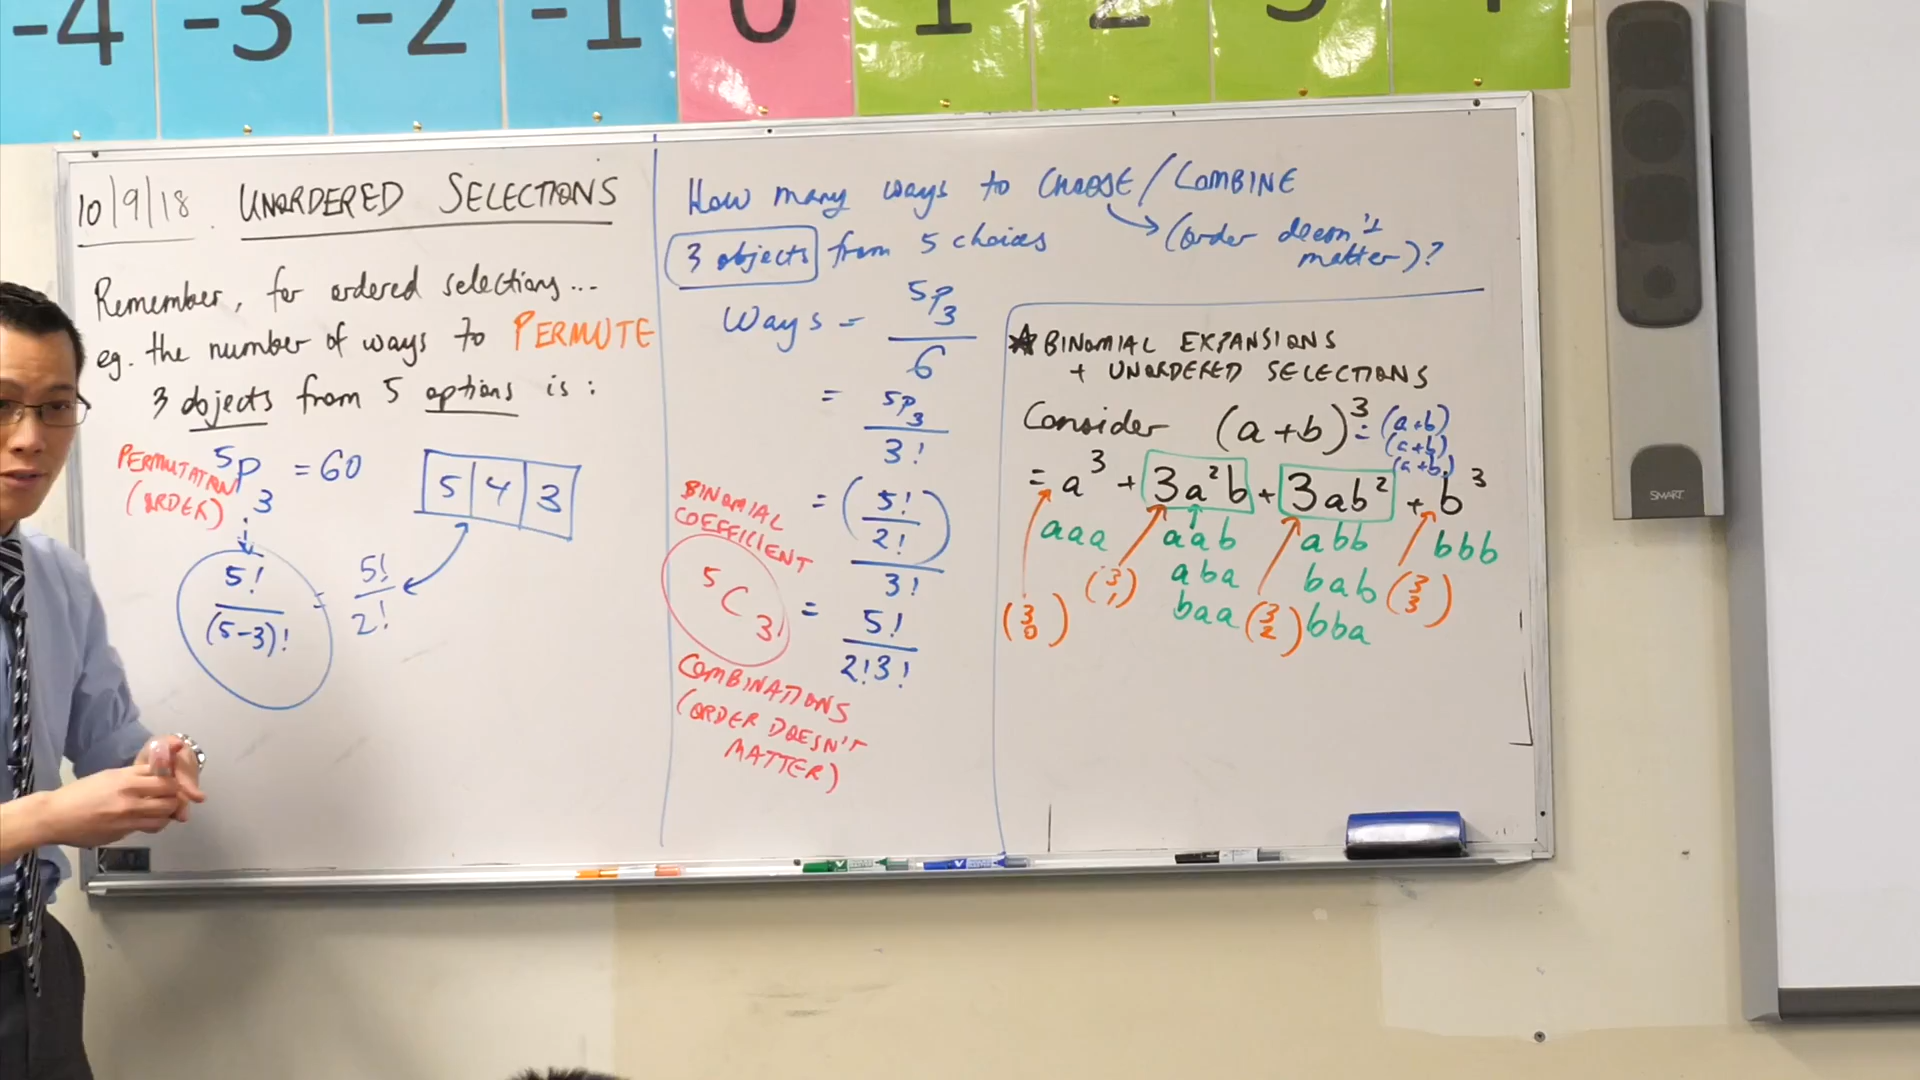 -4 -3 -2 -1 0 1 2 3
10/9/18. UNORDERED SELECTIONS
Remember, for ordered selections...
eg. the number of ways to PERMUTE
3 objects from 5 options is:
PERMUTATION
(ORDER)
5P3 = 60
5 4 3
5!/(5-3)! = 5!/2!
How many ways to CHOOSE/COMBINE
(order doesn't
matter)?
3 objects from 5 choices
Ways = 5P3/6
= 5P3/3!
= (5!/2!)/3!
BINOMIAL
COEFFICIENT
5C3 = 5!/2!3!
COMBINATIONS
(ORDER DOESN'T
MATTER)
★ BINOMIAL EXPANSIONS
+ UNORDERED SELECTIONS
Consider (a+b)³ = (a+b)
(a+b)
(a+b)
= a³ + 3a²b + 3ab² + b³
aaa aab abb bbb
aba bab
baa bba
(3 0) (3 1) (3 2) (3 3)
SMART